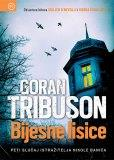 GORAN
TRIBUSON
Bijesne lisice
PETI SLUČAJ ISTRAŽITELJA NIKOLE BANIĆA